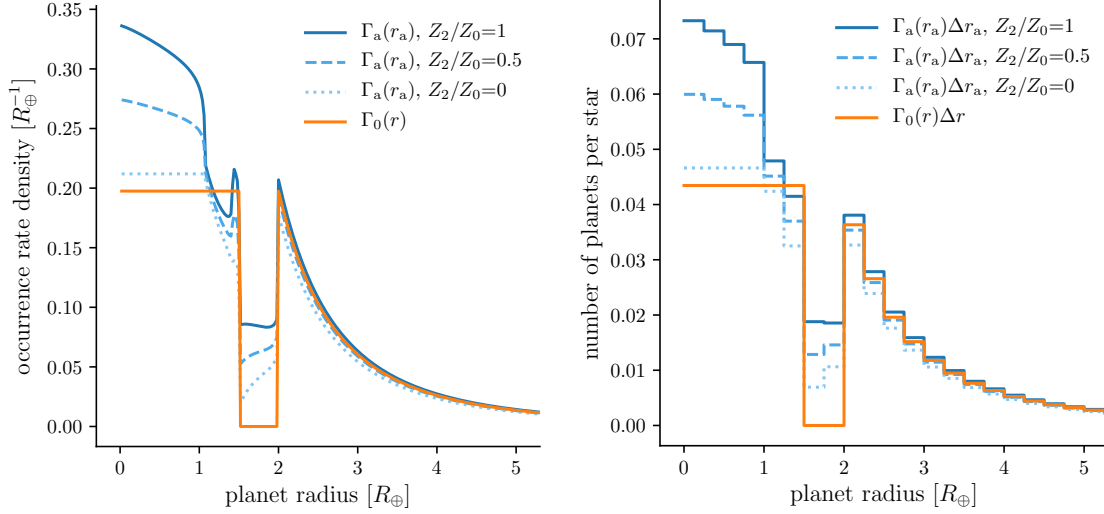 occurrence rate density [R⊕⁻¹]
0.35
0.30
0.25
0.20
0.15
0.10
0.05
0.00
0 1 2 3 4 5
planet radius [R⊕]
Γₐ(rₐ), Z₂/Z₀=1
Γₐ(rₐ), Z₂/Z₀=0.5
Γₐ(rₐ), Z₂/Z₀=0
Γ₀(r)
number of planets per star
0.07
0.06
0.05
0.04
0.03
0.02
0.01
0.00
0 1 2 3 4 5
planet radius [R⊕]
Γₐ(rₐ)Δrₐ, Z₂/Z₀=1
Γₐ(rₐ)Δrₐ, Z₂/Z₀=0.5
Γₐ(rₐ)Δrₐ, Z₂/Z₀=0
Γ₀(r)Δr